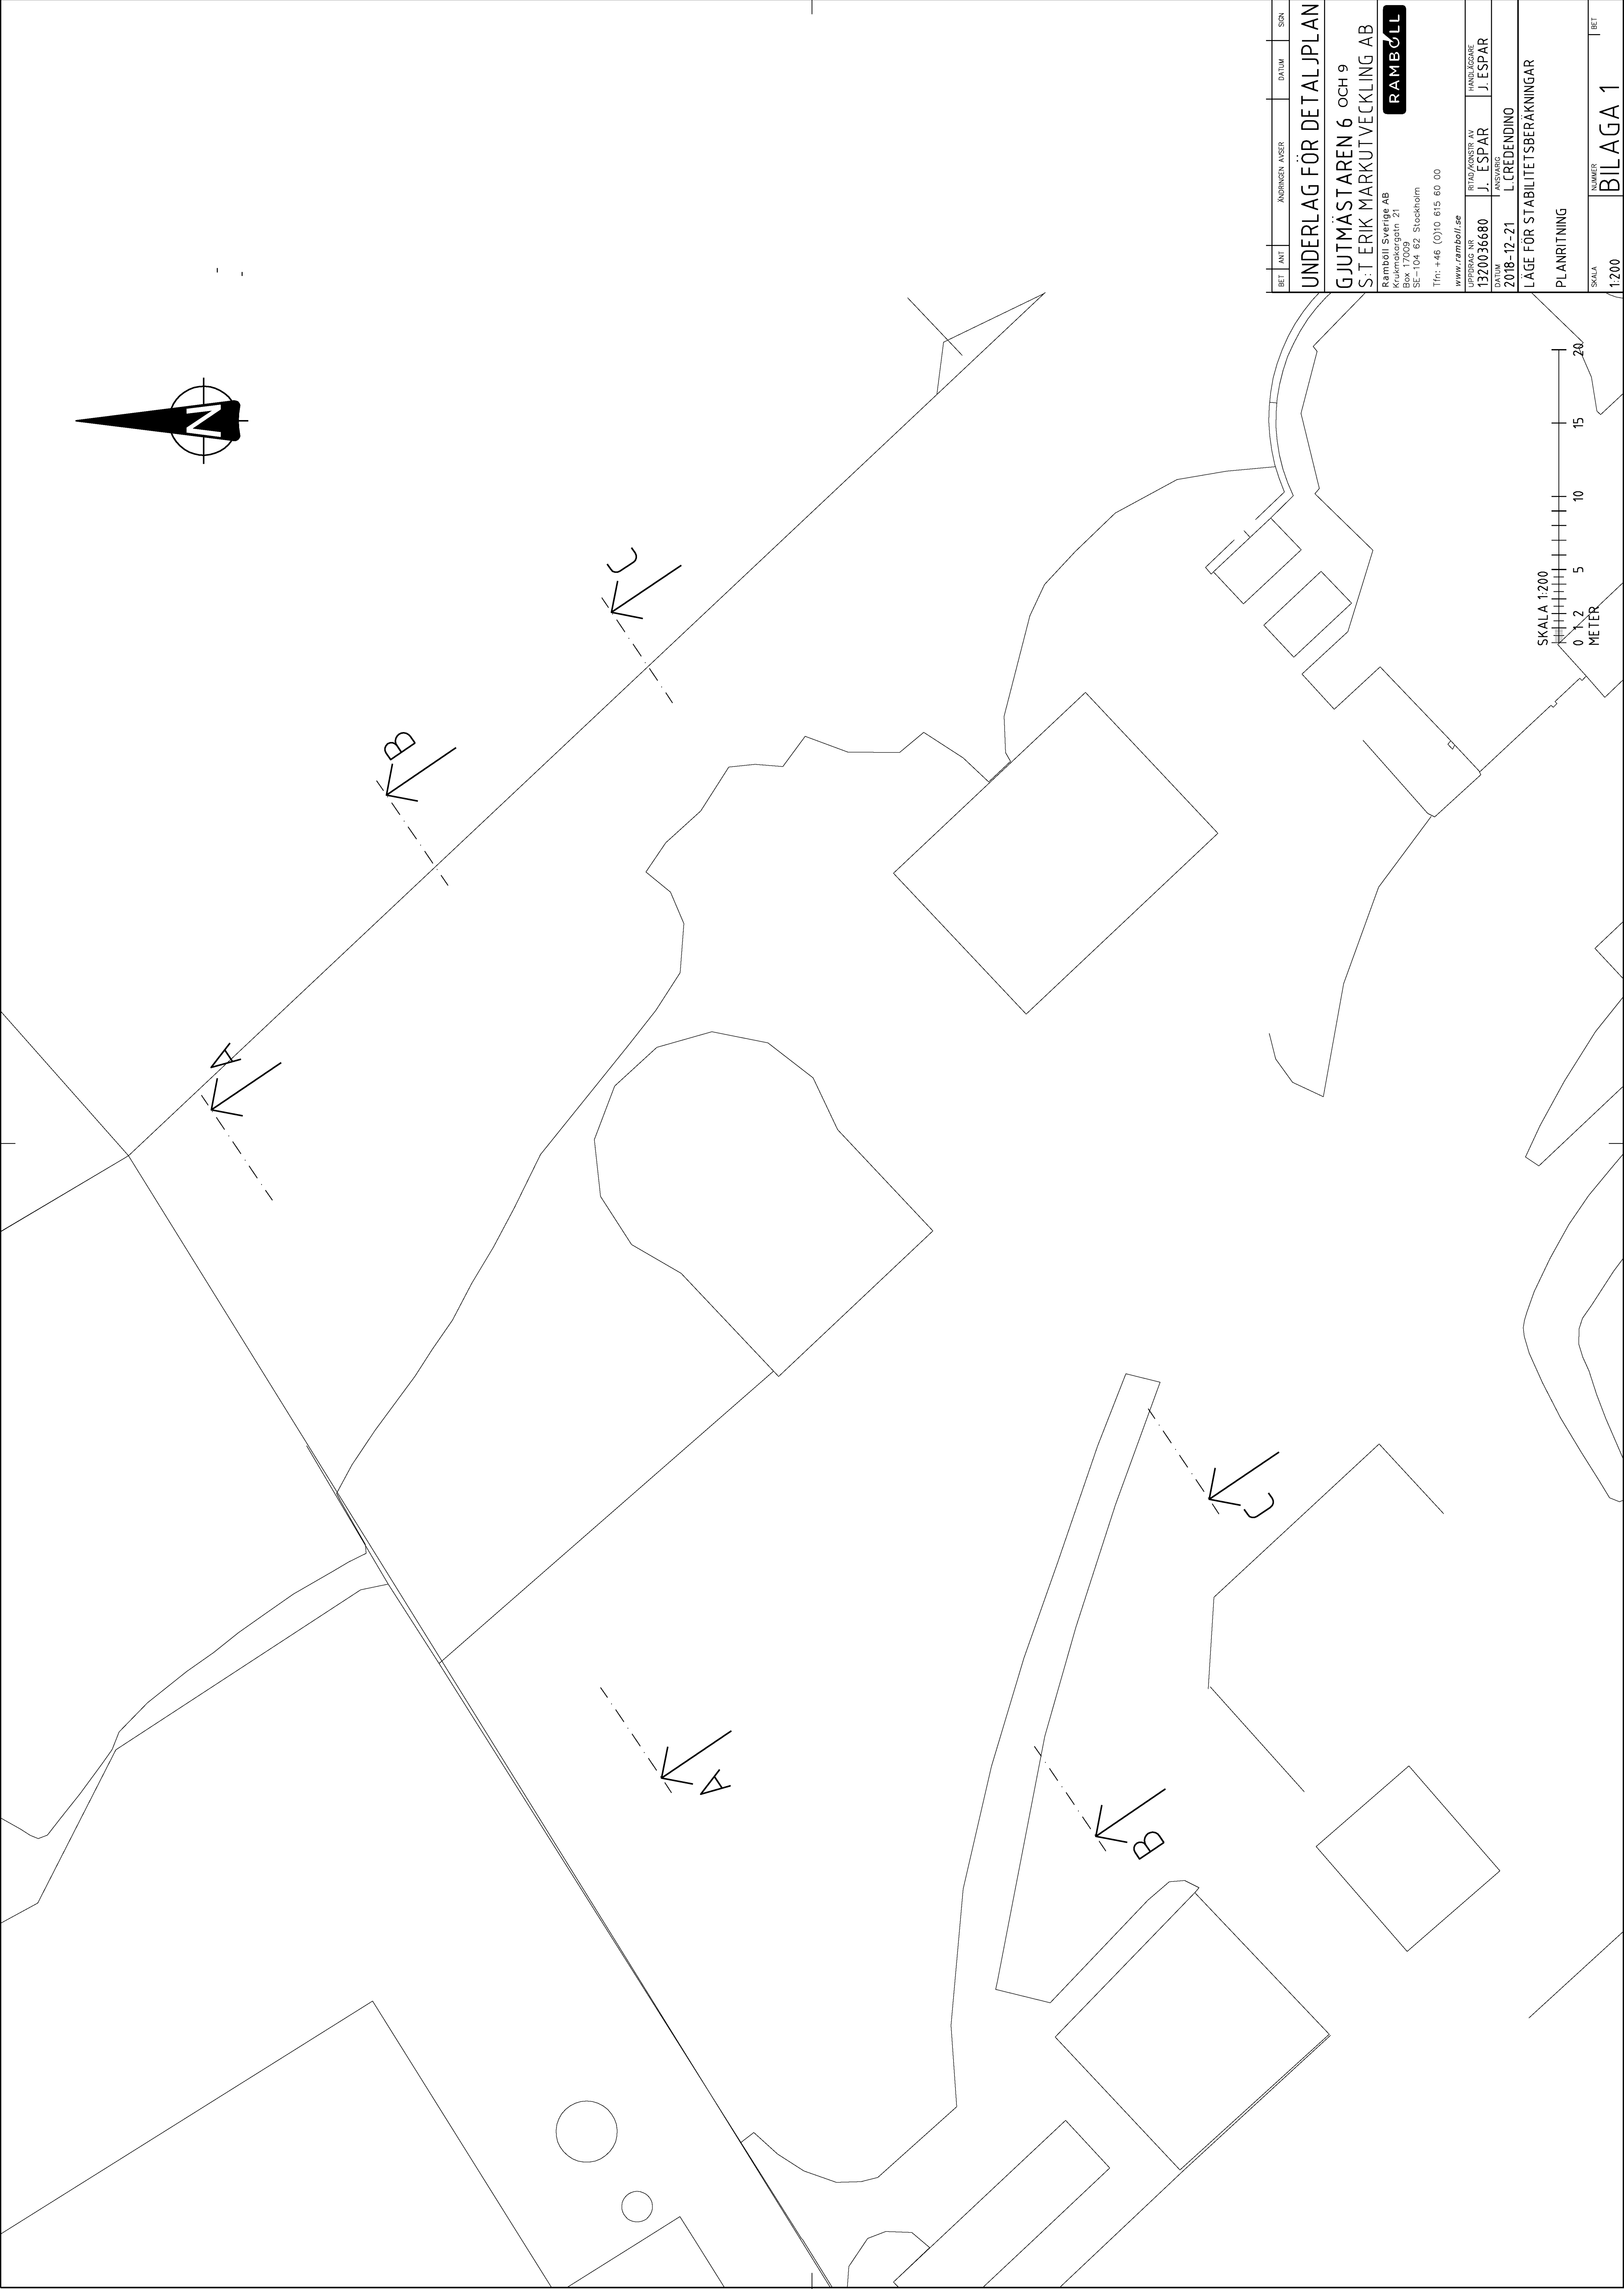 N
A
B
C
A
B
C
SKALA 1:200
0 1 2 5 10 15 20
METER
BET ANT ÄNDRINGEN AVSER DATUM SIGN
UNDERLAG FÖR DETALJPLAN
GJUTMÄSTAREN 6 OCH 9
S:T ERIK MARKUTVECKLING AB
RAMBOLL
Ramböll Sverige AB
Krukmakargatn 21
Box 17009
SE-104 62 Stockholm
Tfn: +46 (0)10 615 60 00
www.ramboll.se
UPPDRAG NR RITAD/KONSTR AV HANDLÄGGARE
1320036680 J. ESPAR J. ESPAR
DATUM ANSVARIG
2018-12-21 L.CREDENDINO
LÄGE FÖR STABILITETSBERÄKNINGAR
PLANRITNING
SKALA NUMMER BET
1:200 BILAGA 1